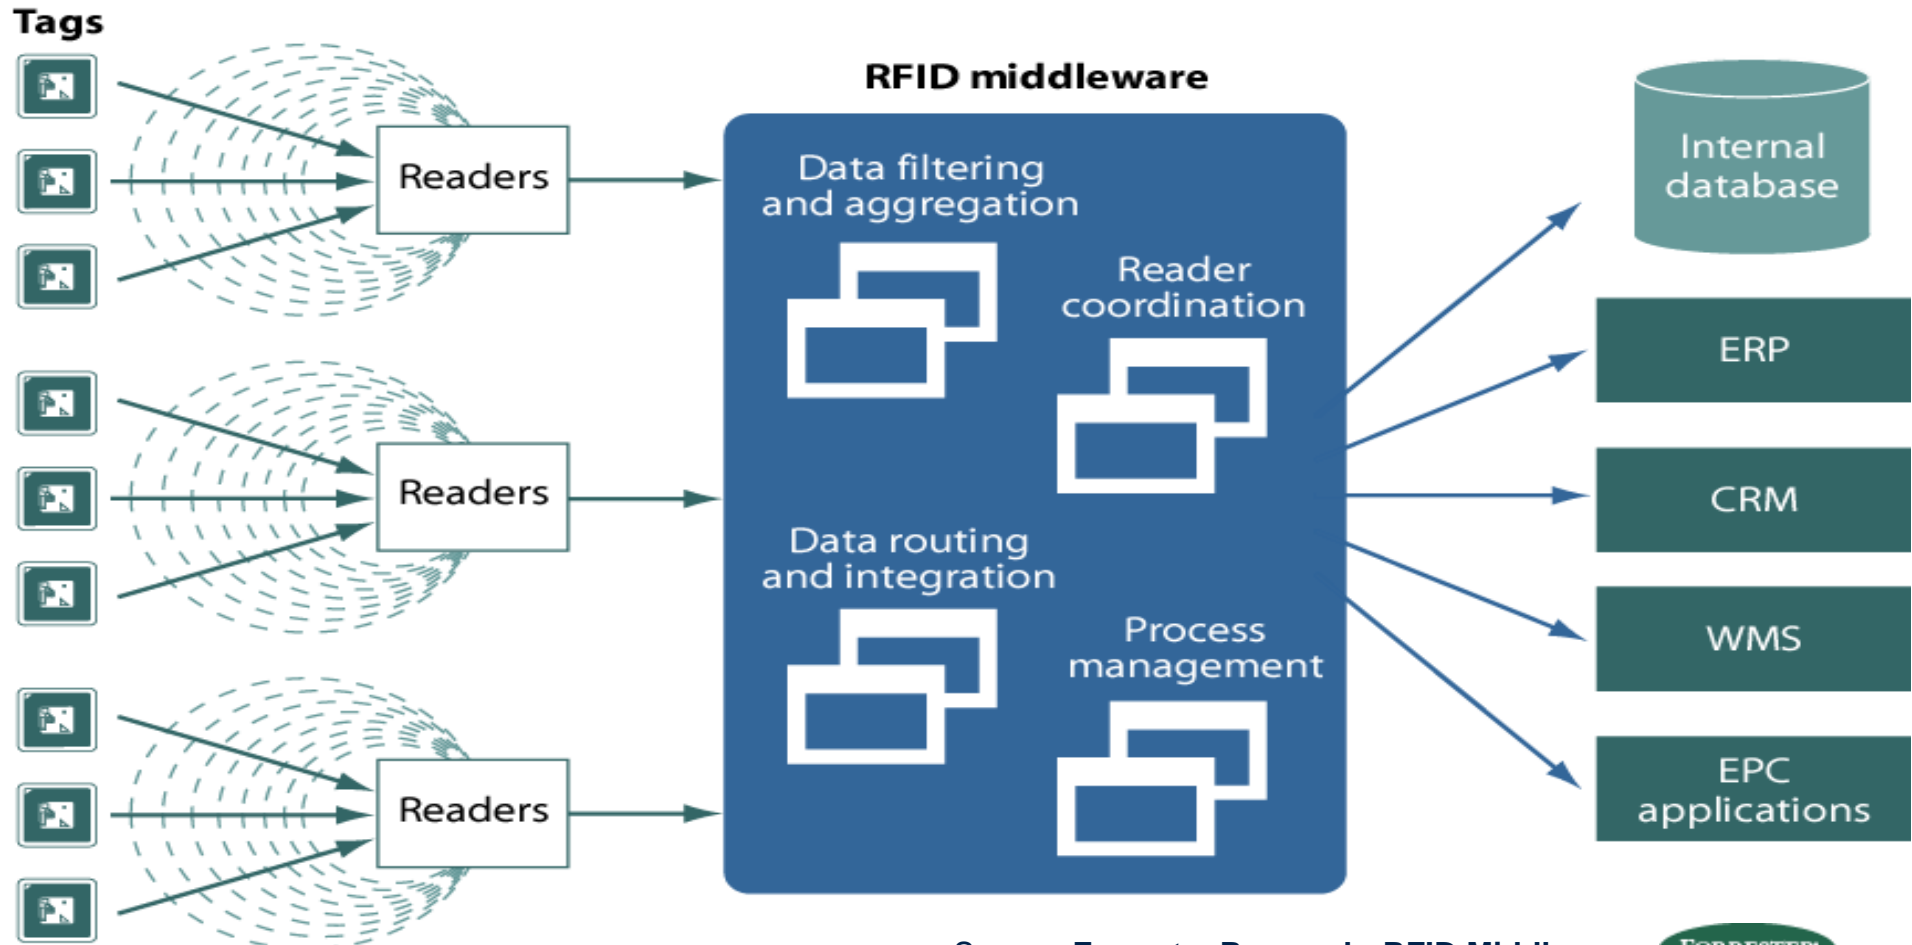 Tags
RFID middleware
Readers
Readers
Readers
Data filtering
and aggregation
Reader
coordination
Data routing
and integration
Process
management
Internal
database
ERP
CRM
WMS
EPC
applications